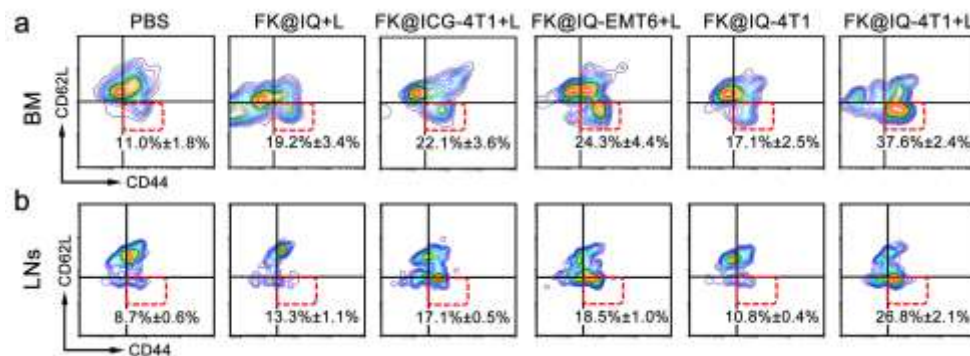 a
PBS FK@IQ+L FK@ICG-4T1+L FK@IQ-EMT6+L FK@IQ-4T1 FK@IQ-4T1+L
BM
CD62L
11.0%±1.8% 19.2%±3.4% 22.1%±3.6% 24.3%±4.4% 17.1%±2.5% 37.6%±2.4%
CD44
b
LNs
CD62L
8.7%±0.6% 13.3%±1.1% 17.1%±0.5% 18.5%±1.0% 10.8%±0.4% 26.8%±2.1%
CD44